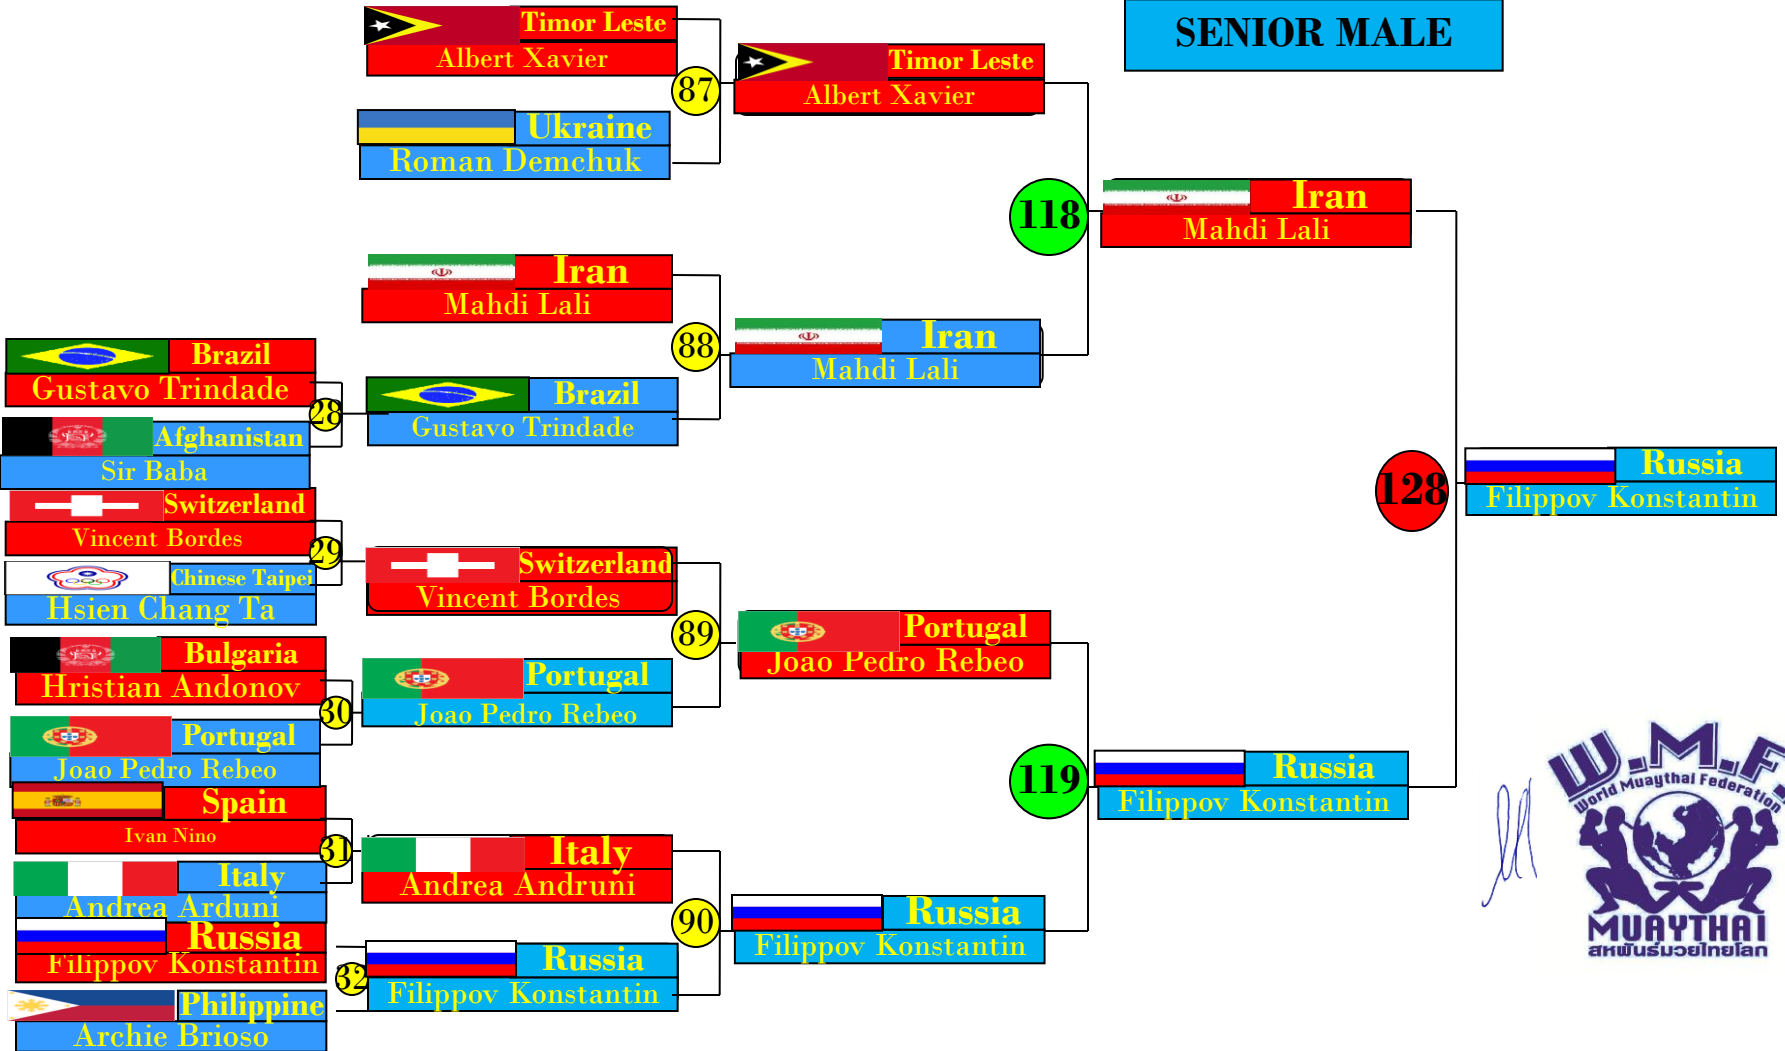 SENIOR MALE
Timor Leste
Albert Xavier
87
Ukraine
Roman Demchuk
Timor Leste
Albert Xavier
118
Iran
Mahdi Lali
Iran
Mahdi Lali
88
Iran
Mahdi Lali
Brazil
Gustavo Trindade
28
Afghanistan
Sir Baba
Brazil
Gustavo Trindade
Switzerland
Vincent Bordes
29
Chinese Taipei
Hsien Chang Ta
Switzerland
Vincent Bordes
89
Bulgaria
Hristian Andonov
30
Portugal
Joao Pedro Rebeo
Portugal
Joao Pedro Rebeo
Portugal
Joao Pedro Rebeo
128
Russia
Filippov Konstantin
119
Russia
Filippov Konstantin
Spain
Ivan Nino
31
Italy
Andrea Arduni
Italy
Andrea Andruni
90
Russia
Filippov Konstantin
Russia
Filippov Konstantin
32
Philippine
Archie Brioso
Russia
Filippov Konstantin
W.M.F.
World Muaythai Federation
MUAYTHAI
สหพันธ์มวยไทยโลก